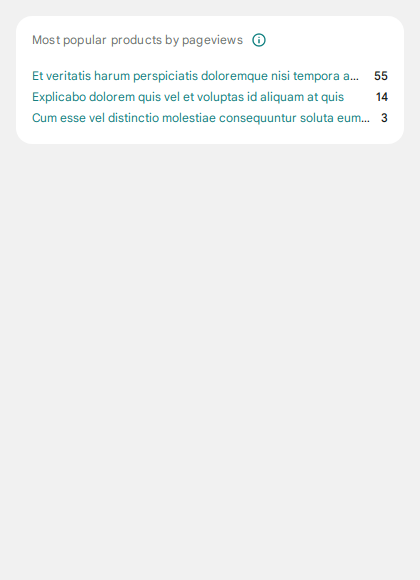 Most popular products by pageviews
Et veritatis harum perspiciatis doloremque nisi tempora a... 55
Explicabo dolorem quis vel et voluptas id aliquam at quis 14
Cum esse vel distinctio molestiae consequuntur soluta eum... 3